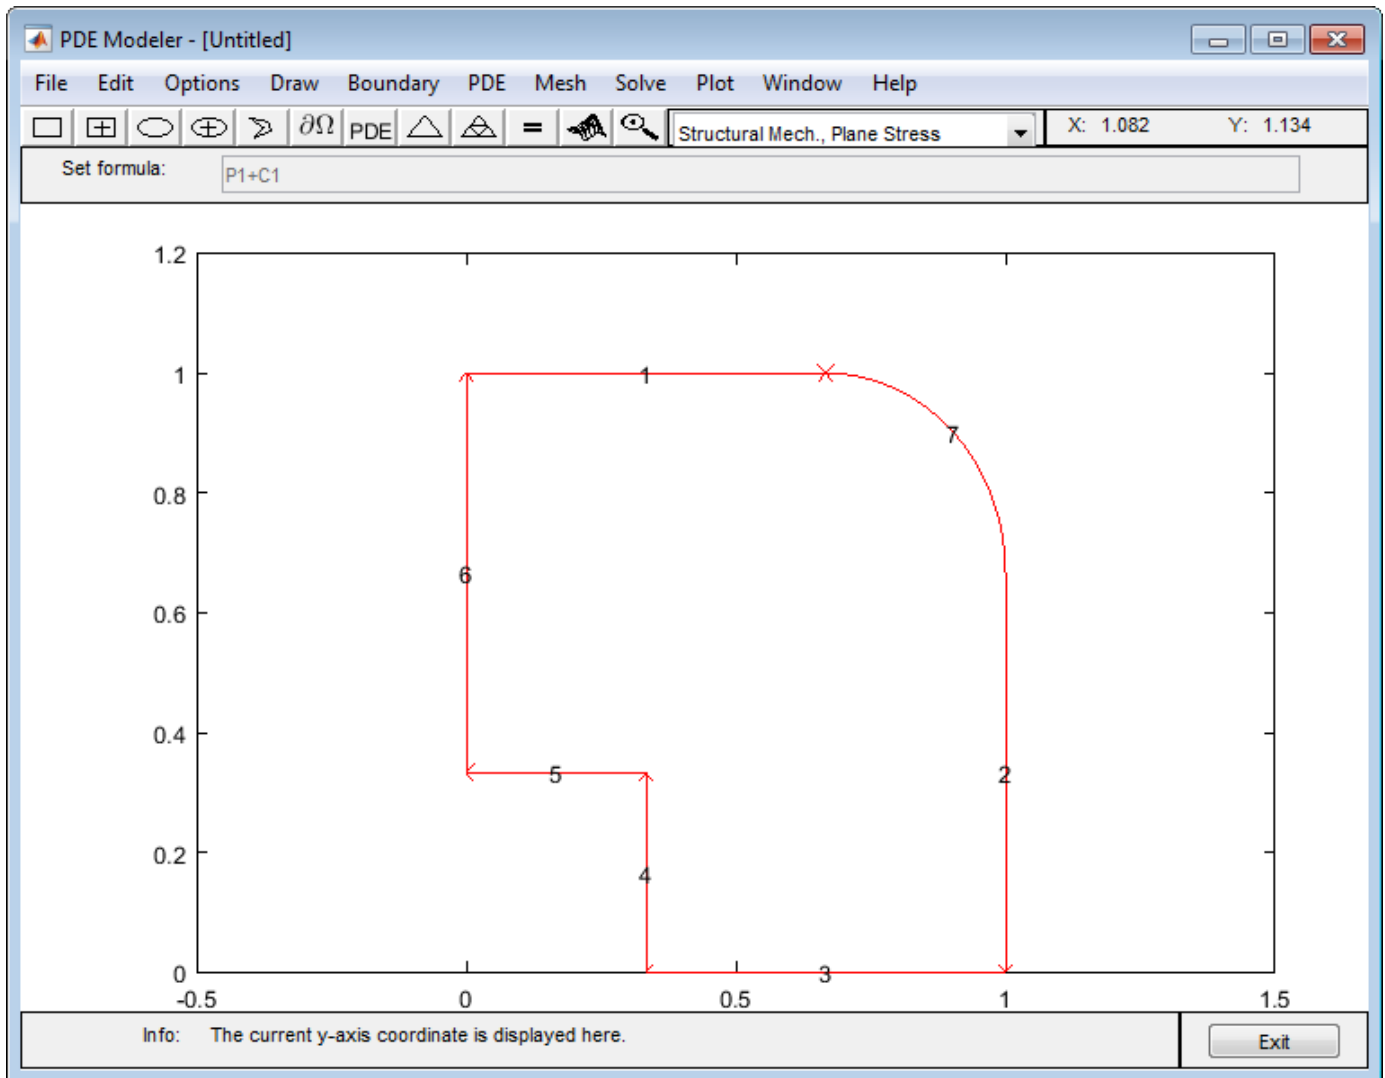 PDE Modeler - [Untitled]
File Edit Options Draw Boundary PDE Mesh Solve Plot Window Help
∂Ω PDE = Structural Mech., Plane Stress X: 1.082 Y: 1.134
Set formula: P1+C1
1.2
1
1
7
0.8
6
0.6
0.4
5
2
0.2
4
0
3
-0.5 0 0.5 1 1.5
Info: The current y-axis coordinate is displayed here.
Exit